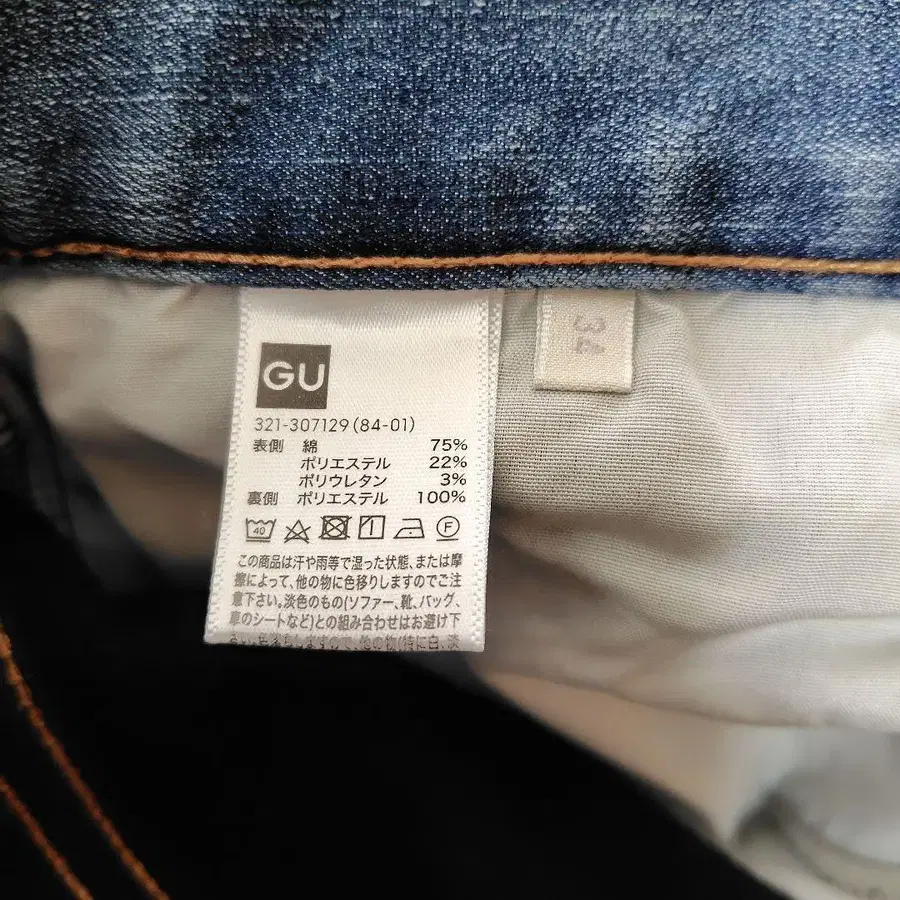 GU
321-307129(84-01)
表側 綿 75%
ポリエステル 22%
ポリウレタン 3%
裏側 ポリエステル 100%
40 F
この商品は汗や雨等で湿った状態、または摩
擦によって、他の物に色移りしますのでご注
意下さい。淡色のもの(ソファー、靴、バッグ、
車のシートなど)との組み合わせはお避け下